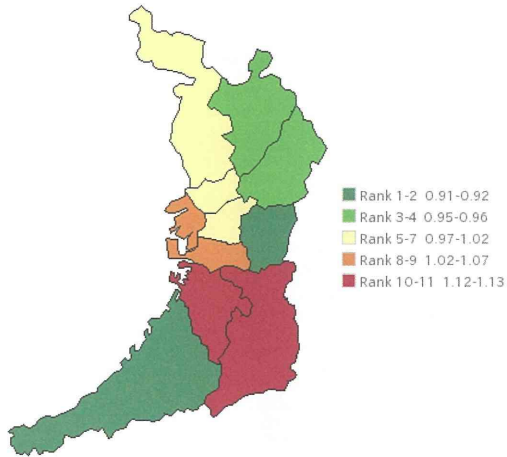 Rank 1-2 0.91-0.92
Rank 3-4 0.95-0.96
Rank 5-7 0.97-1.02
Rank 8-9 1.02-1.07
Rank 10-11 1.12-1.13